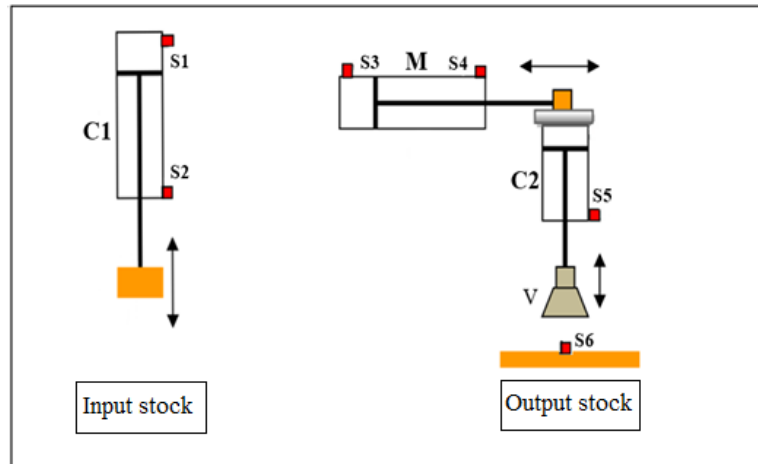 S1
C1
S2
Input stock
S3 M S4
C2
S5
V
S6
Output stock